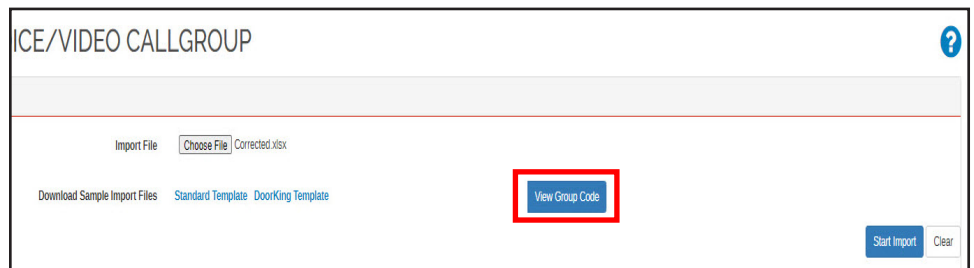 ICE/VIDEO CALLGROUP
?
Import File Choose File Corrected.xlsx
Download Sample Import Files Standard Template DoorKing Template View Group Code
Start Import Clear